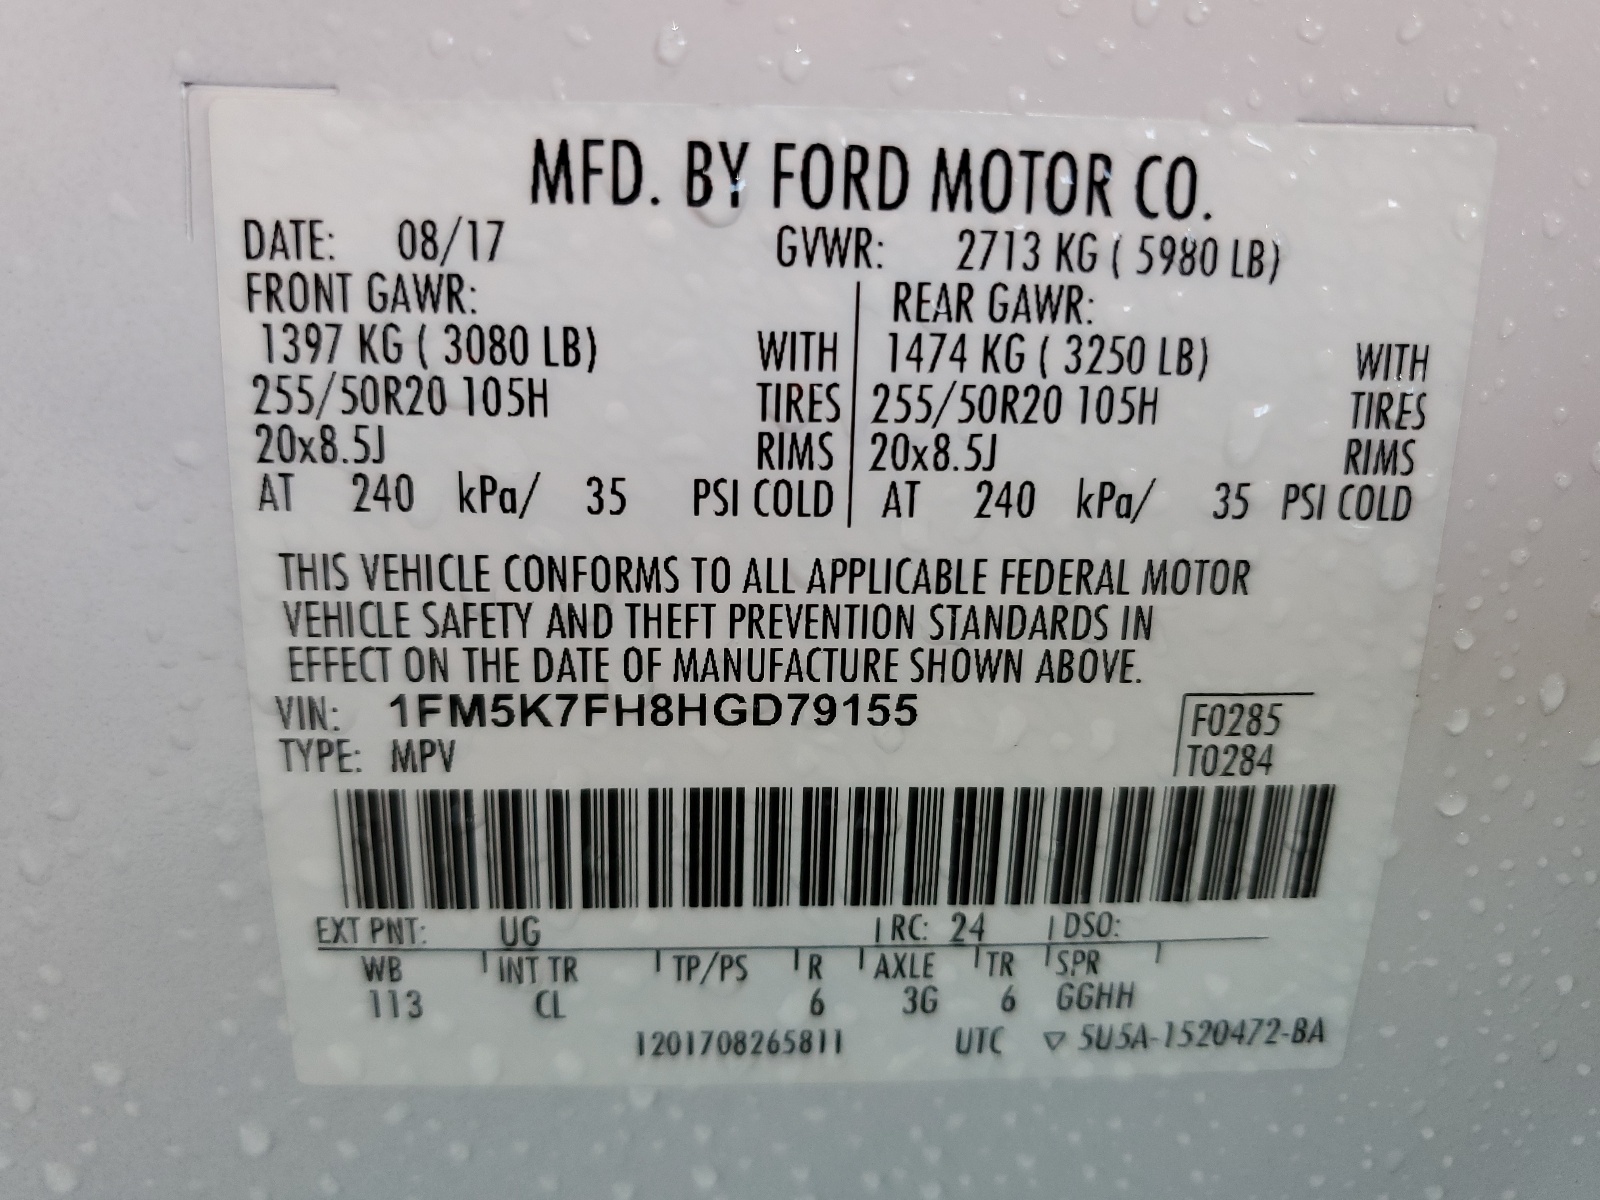 MFD. BY FORD MOTOR CO.
DATE: 08/17 GVWR: 2713 KG ( 5980 LB)
FRONT GAWR: REAR GAWR:
1397 KG ( 3080 LB) WITH 1474 KG ( 3250 LB) WITH
255/50R20 105H TIRES 255/50R20 105H TIRES
20x8.5J RIMS 20x8.5J RIMS
AT 240 kPa/ 35 PSI COLD AT 240 kPa/ 35 PSI COLD
THIS VEHICLE CONFORMS TO ALL APPLICABLE FEDERAL MOTOR
VEHICLE SAFETY AND THEFT PREVENTION STANDARDS IN
EFFECT ON THE DATE OF MANUFACTURE SHOWN ABOVE.
VIN: 1FM5K7FH8HGD79155 F0285
TYPE: MPV T0284
EXT PNT: UG RC: 24 DSO:
WB INT TR TP/PS R AXLE TR SPR
113 CL 6 3G 6 GGHH
1201708265811 UTC ▽ 5U5A-1520472-BA